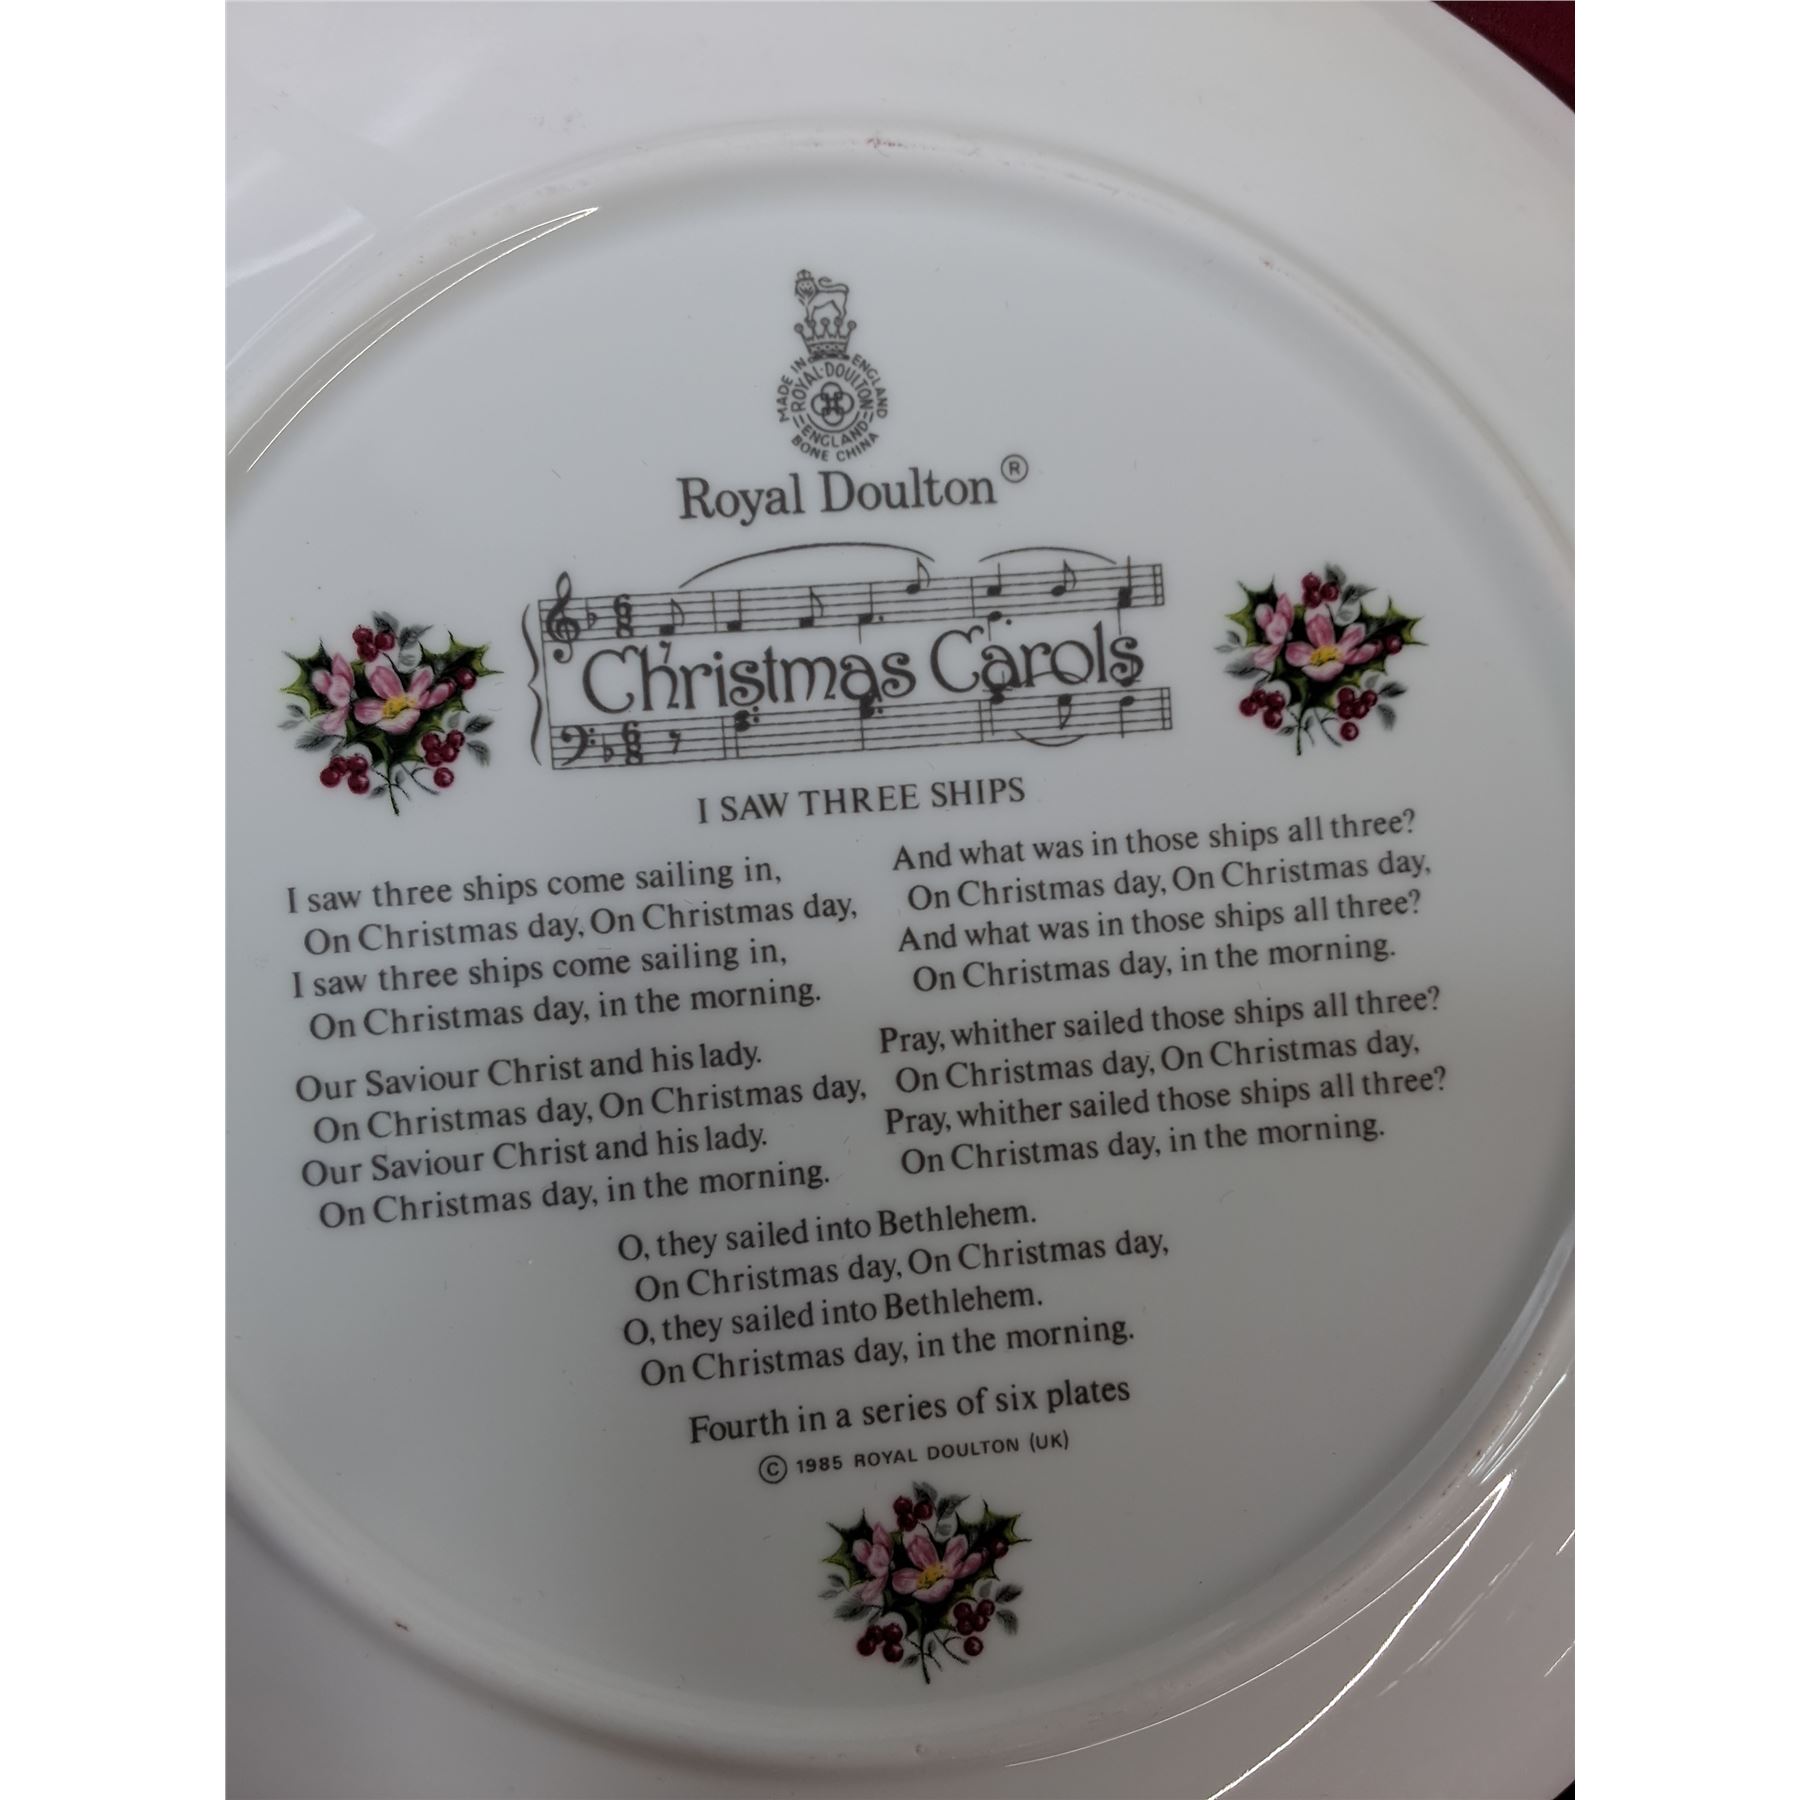 MADE IN ENGLAND
ROYAL·DOULTON
ENGLAND
BONE CHINA
Royal Doulton®
Christmas Carols
I SAW THREE SHIPS
I saw three ships come sailing in,
On Christmas day, On Christmas day,
I saw three ships come sailing in,
On Christmas day, in the morning.
Our Saviour Christ and his lady.
On Christmas day, On Christmas day,
Our Saviour Christ and his lady.
On Christmas day, in the morning.
And what was in those ships all three?
On Christmas day, On Christmas day,
And what was in those ships all three?
On Christmas day, in the morning.
Pray, whither sailed those ships all three?
On Christmas day, On Christmas day,
Pray, whither sailed those ships all three?
On Christmas day, in the morning.
O, they sailed into Bethlehem.
On Christmas day, On Christmas day,
O, they sailed into Bethlehem.
On Christmas day, in the morning.
Fourth in a series of six plates
© 1985 ROYAL DOULTON (UK)